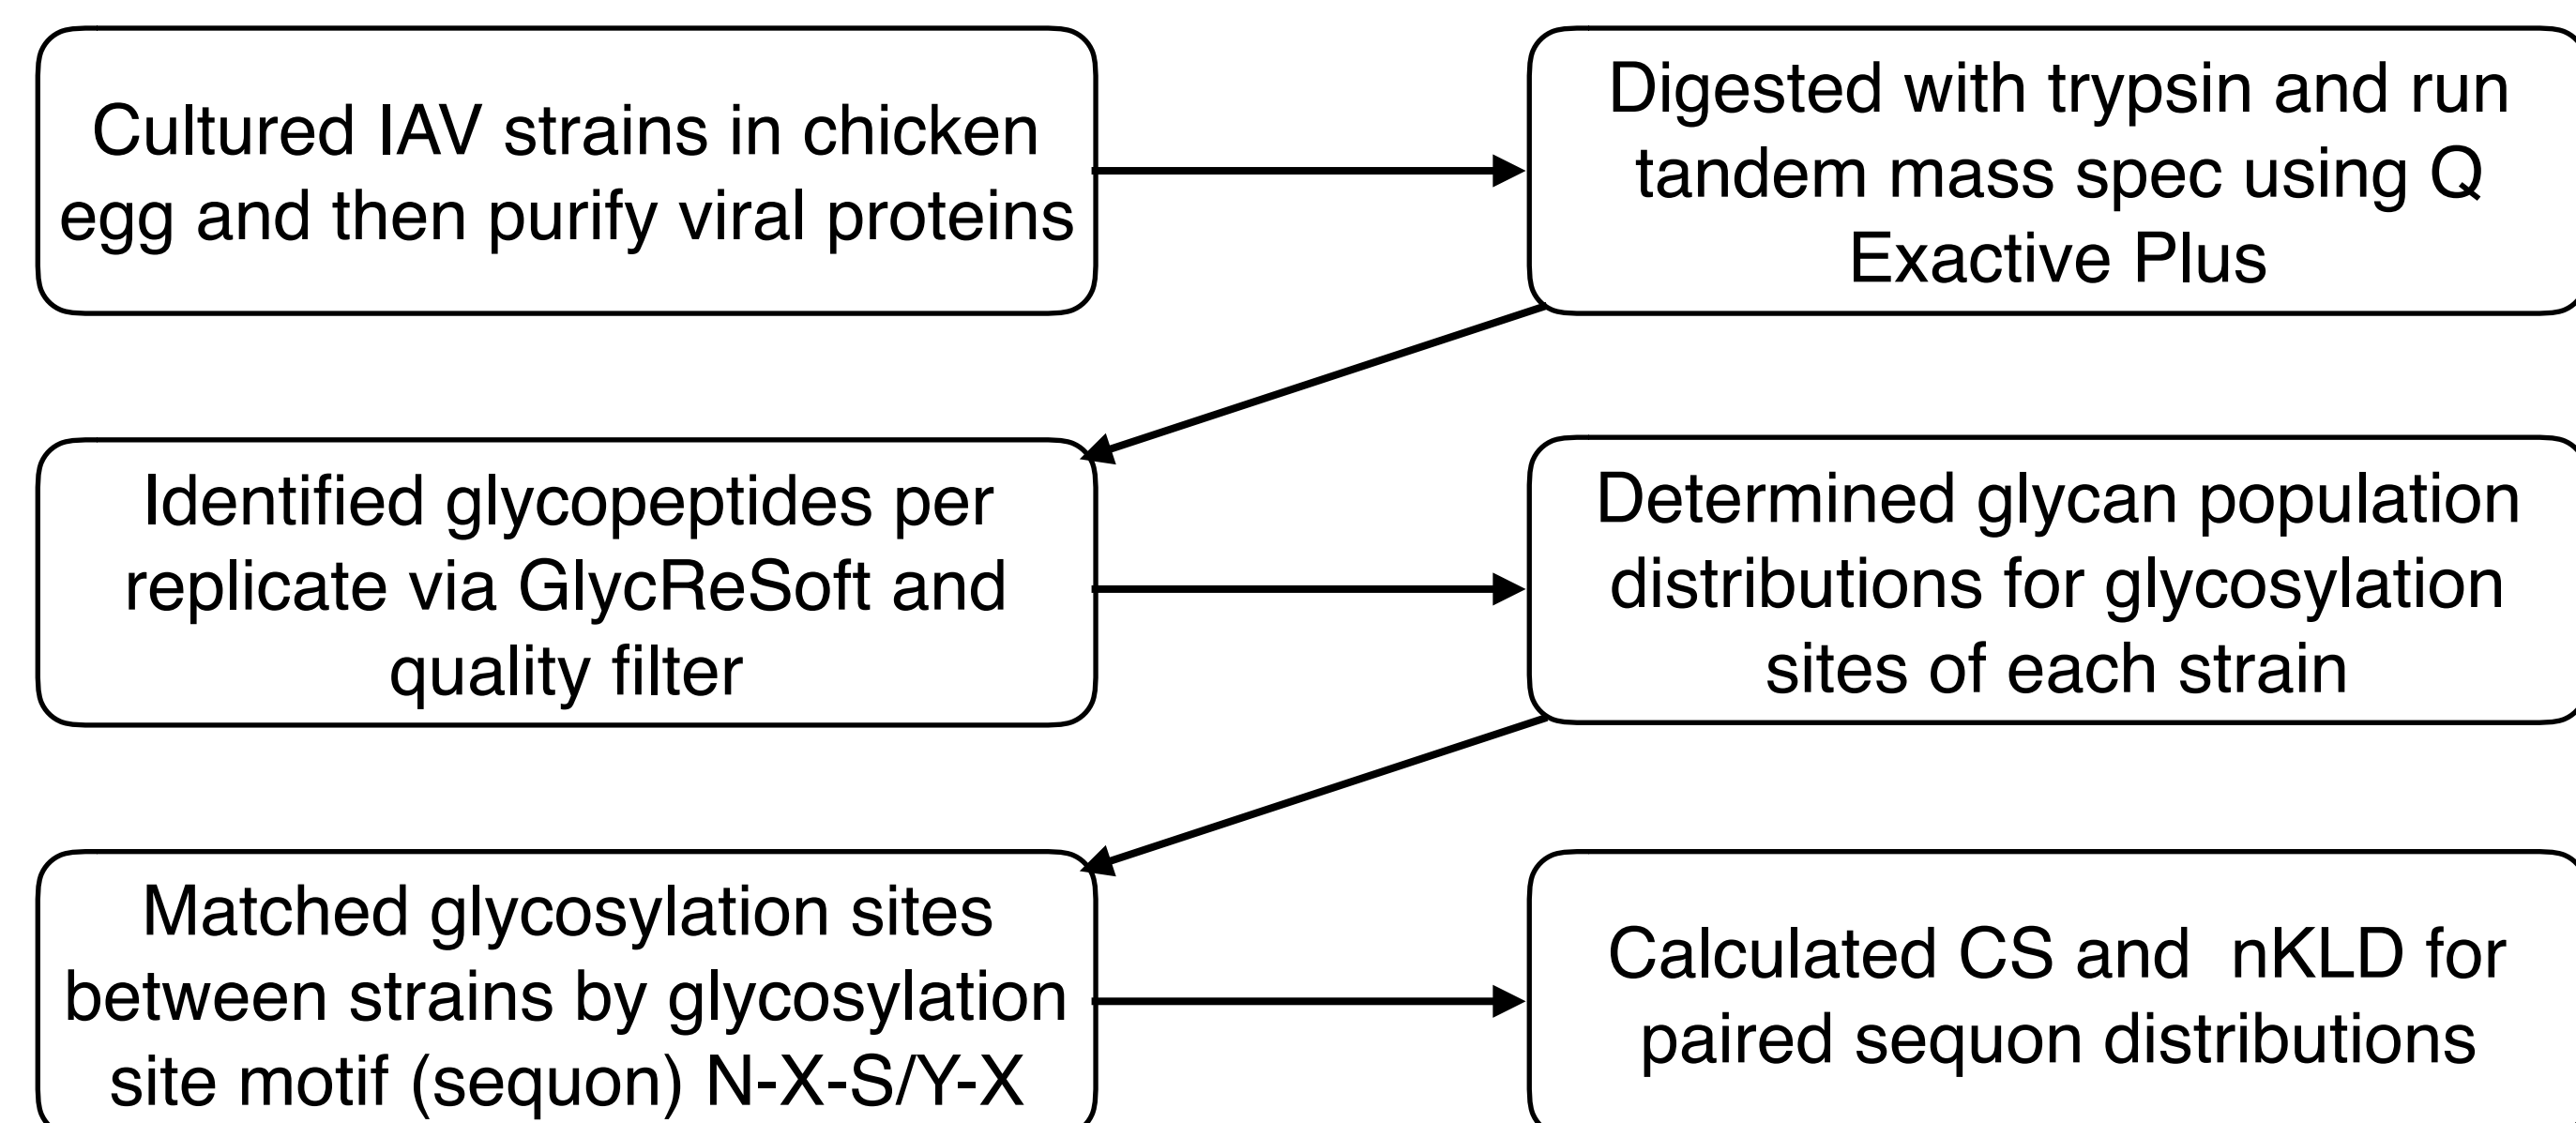 Cultured IAV strains in chicken
egg and then purify viral proteins
Digested with trypsin and run
tandem mass spec using Q
Exactive Plus
Identified glycopeptides per
replicate via GlycReSoft and
quality filter
Determined glycan population
distributions for glycosylation
sites of each strain
Matched glycosylation sites
between strains by glycosylation
site motif (sequon) N-X-S/Y-X
Calculated CS and  nKLD for
paired sequon distributions